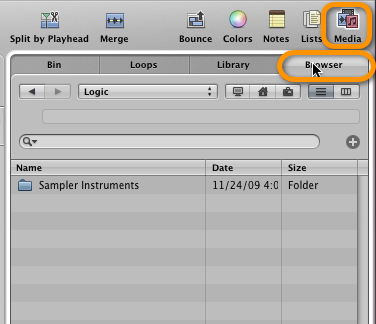 Split by Playhead Merge Bounce Colors Notes Lists Media
Bin Loops Library Browser
Logic
Name Date Size
Sampler Instruments 11/24/09 4:0 Folder